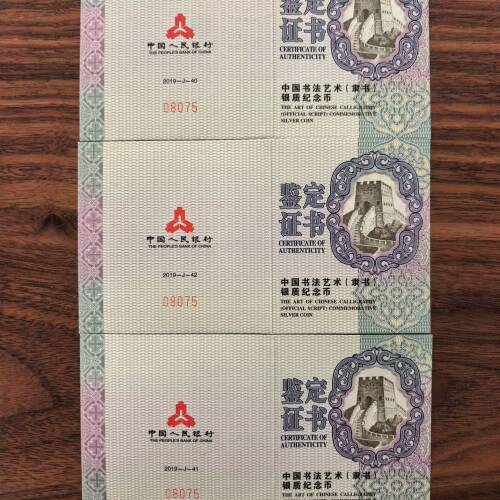 中国人民银行
THE PEOPLE'S BANK OF CHINA
2019-J-40
08075
鉴定
证书
CERTIFICATE OF
AUTHENTICITY
中国书法艺术(隶书)
银质纪念币
THE ART OF CHINESE CALLIGRAPHY
(OFFICIAL SCRIPT) COMMEMORATIVE
SILVER COIN
中国人民银行
THE PEOPLE'S BANK OF CHINA
2019-J-42
08075
鉴定
证书
CERTIFICATE OF
AUTHENTICITY
中国书法艺术(隶书)
银质纪念币
THE ART OF CHINESE CALLIGRAPHY
(OFFICIAL SCRIPT) COMMEMORATIVE
SILVER COIN
中国人民银行
THE PEOPLE'S BANK OF CHINA
2019-J-41
08075
鉴定
证书
CERTIFICATE OF
AUTHENTICITY
中国书法艺术(隶书)
银质纪念币